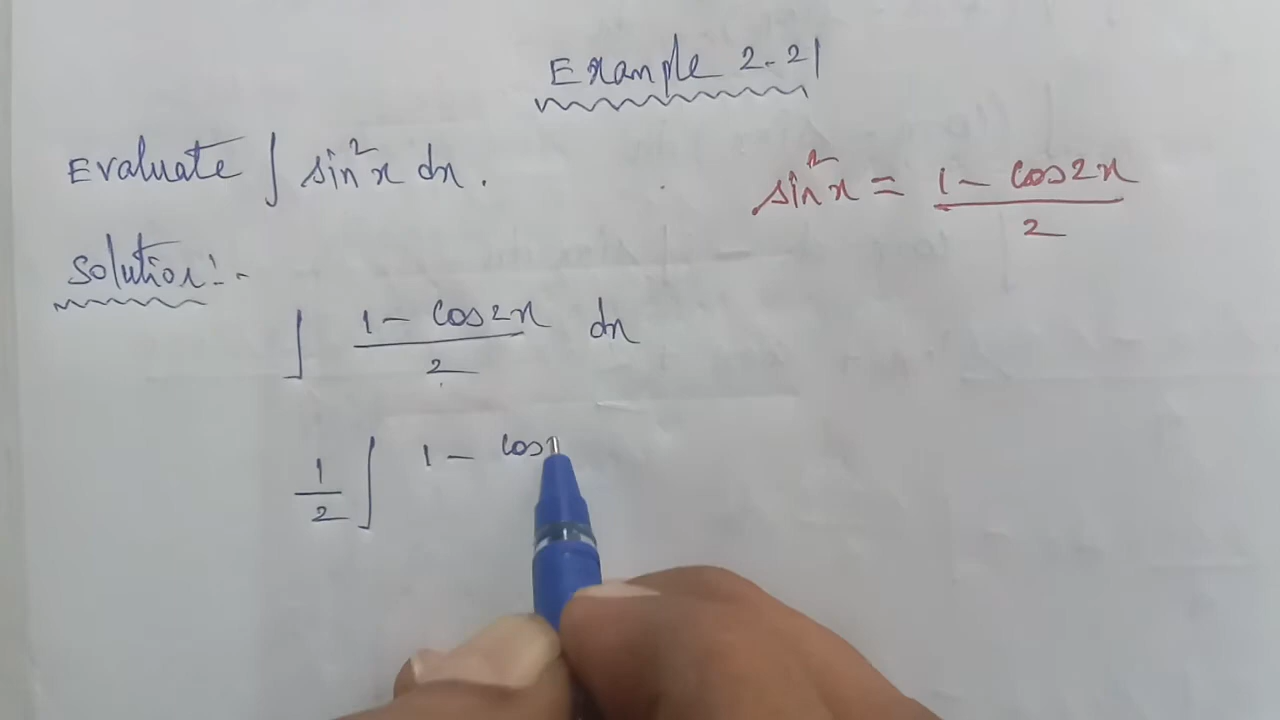 Example 2.21
Evaluate ∫ sin²x dx.
sin²x = (1 - cos2x)/2
Solution:-
∫ (1 - cos2x)/2 dx
1/2 ∫ 1 - cos